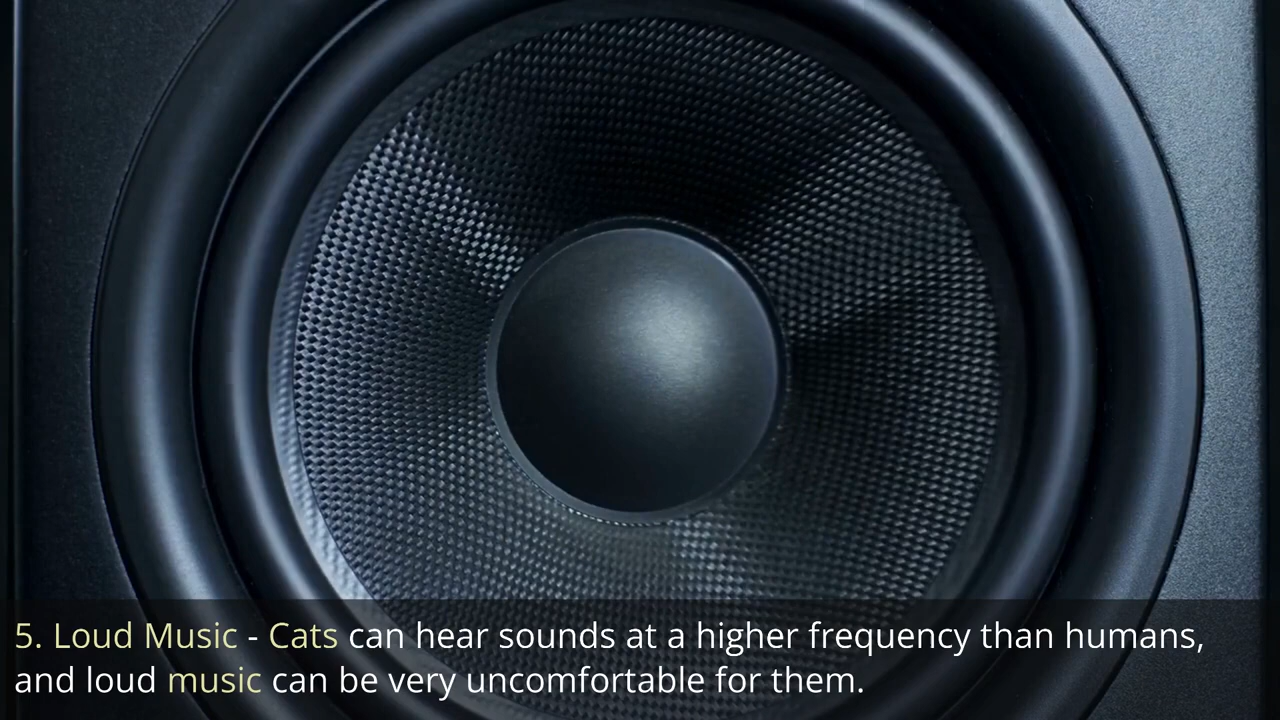 5. Loud Music - Cats can hear sounds at a higher frequency than humans,
and loud music can be very uncomfortable for them.